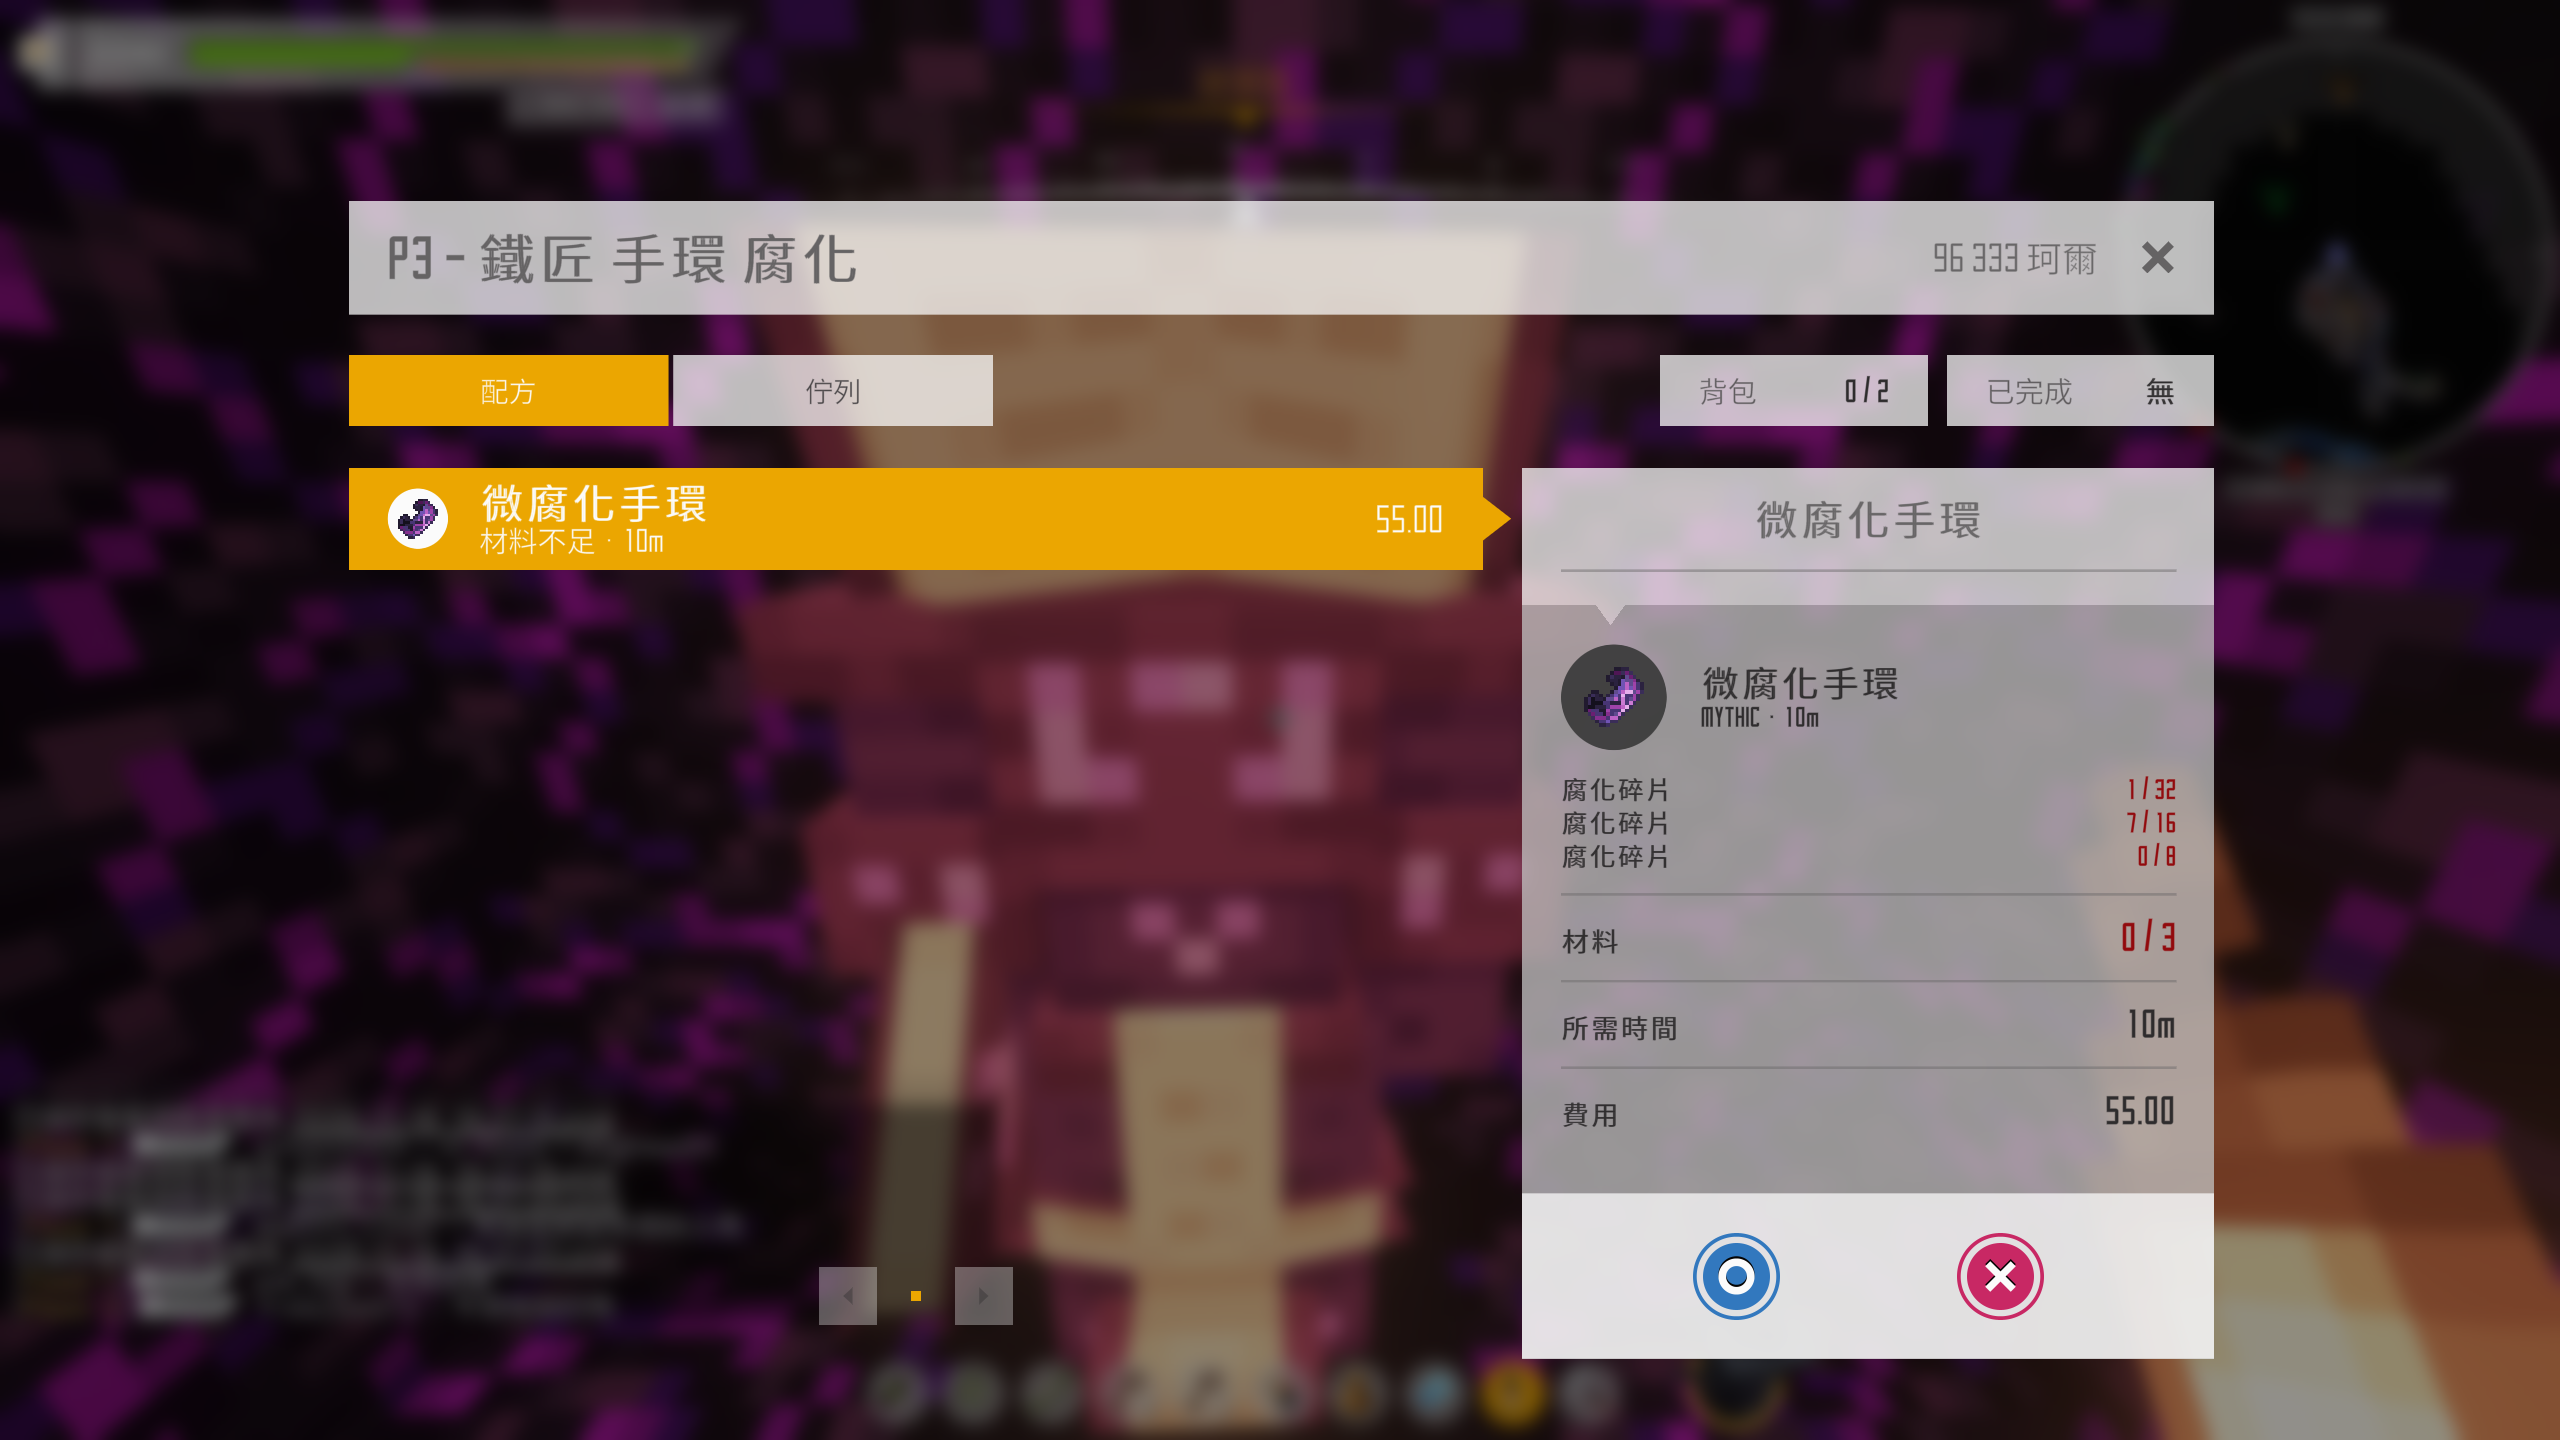 P3 - 鐵匠 手環 腐化
96 333 珂爾
配方
佇列
背包 0 / 2
已完成 無
微腐化手環
材料不足 · 10m
55.00
微腐化手環
微腐化手環
MYTHIC · 10m
腐化碎片 1 / 32
腐化碎片 7 / 16
腐化碎片 0 / 8
材料 0 / 3
所需時間 10m
費用 55.00